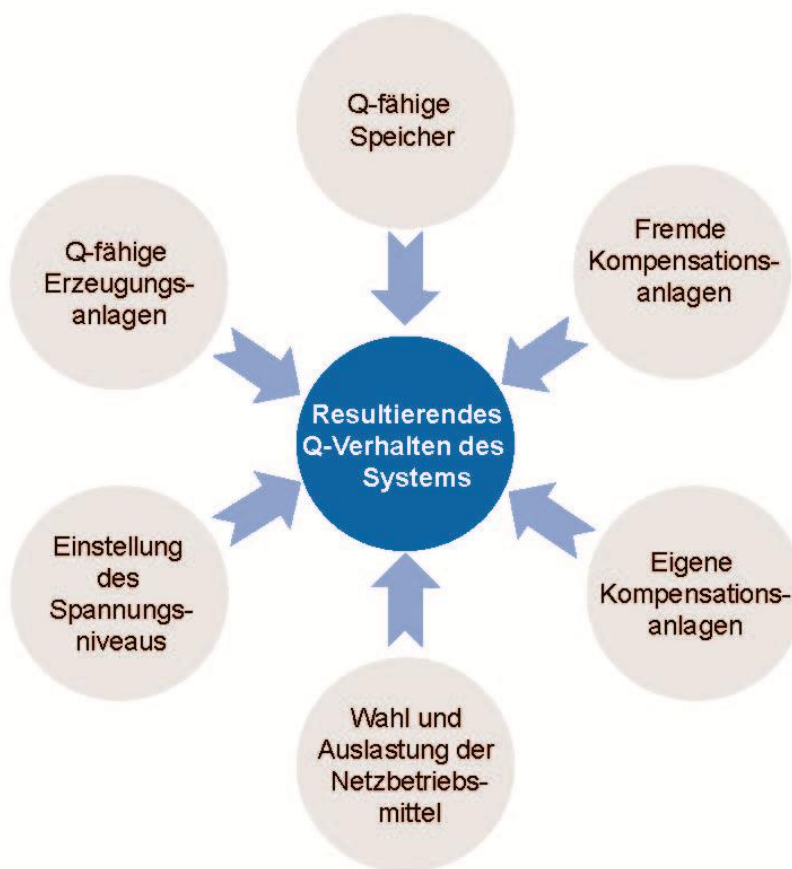 Q-fähige
Speicher
Q-fähige
Erzeugungs-
anlagen
Fremde
Kompensations-
anlagen
Resultierendes
Q-Verhalten des
Systems
Einstellung
des
Spannungs-
niveaus
Eigene
Kompensations-
anlagen
Wahl und
Auslastung der
Netzbetriebs-
mittel